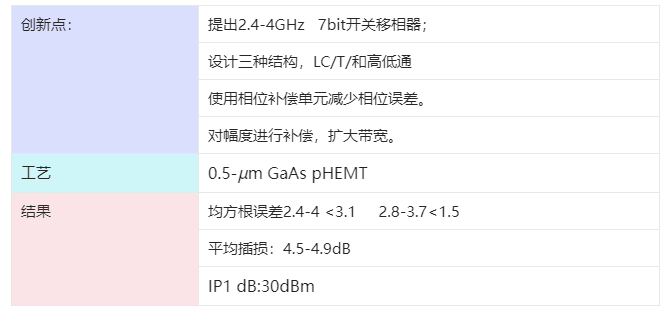 创新点：
提出2.4-4GHz 7bit开关移相器；
设计三种结构，LC/T/和高低通
使用相位补偿单元减少相位误差。
对幅度进行补偿，扩大带宽。
工艺
0.5-μm GaAs pHEMT
结果
均方根误差2.4-4 <3.1 2.8-3.7<1.5
平均插损：4.5-4.9dB
IP1 dB:30dBm